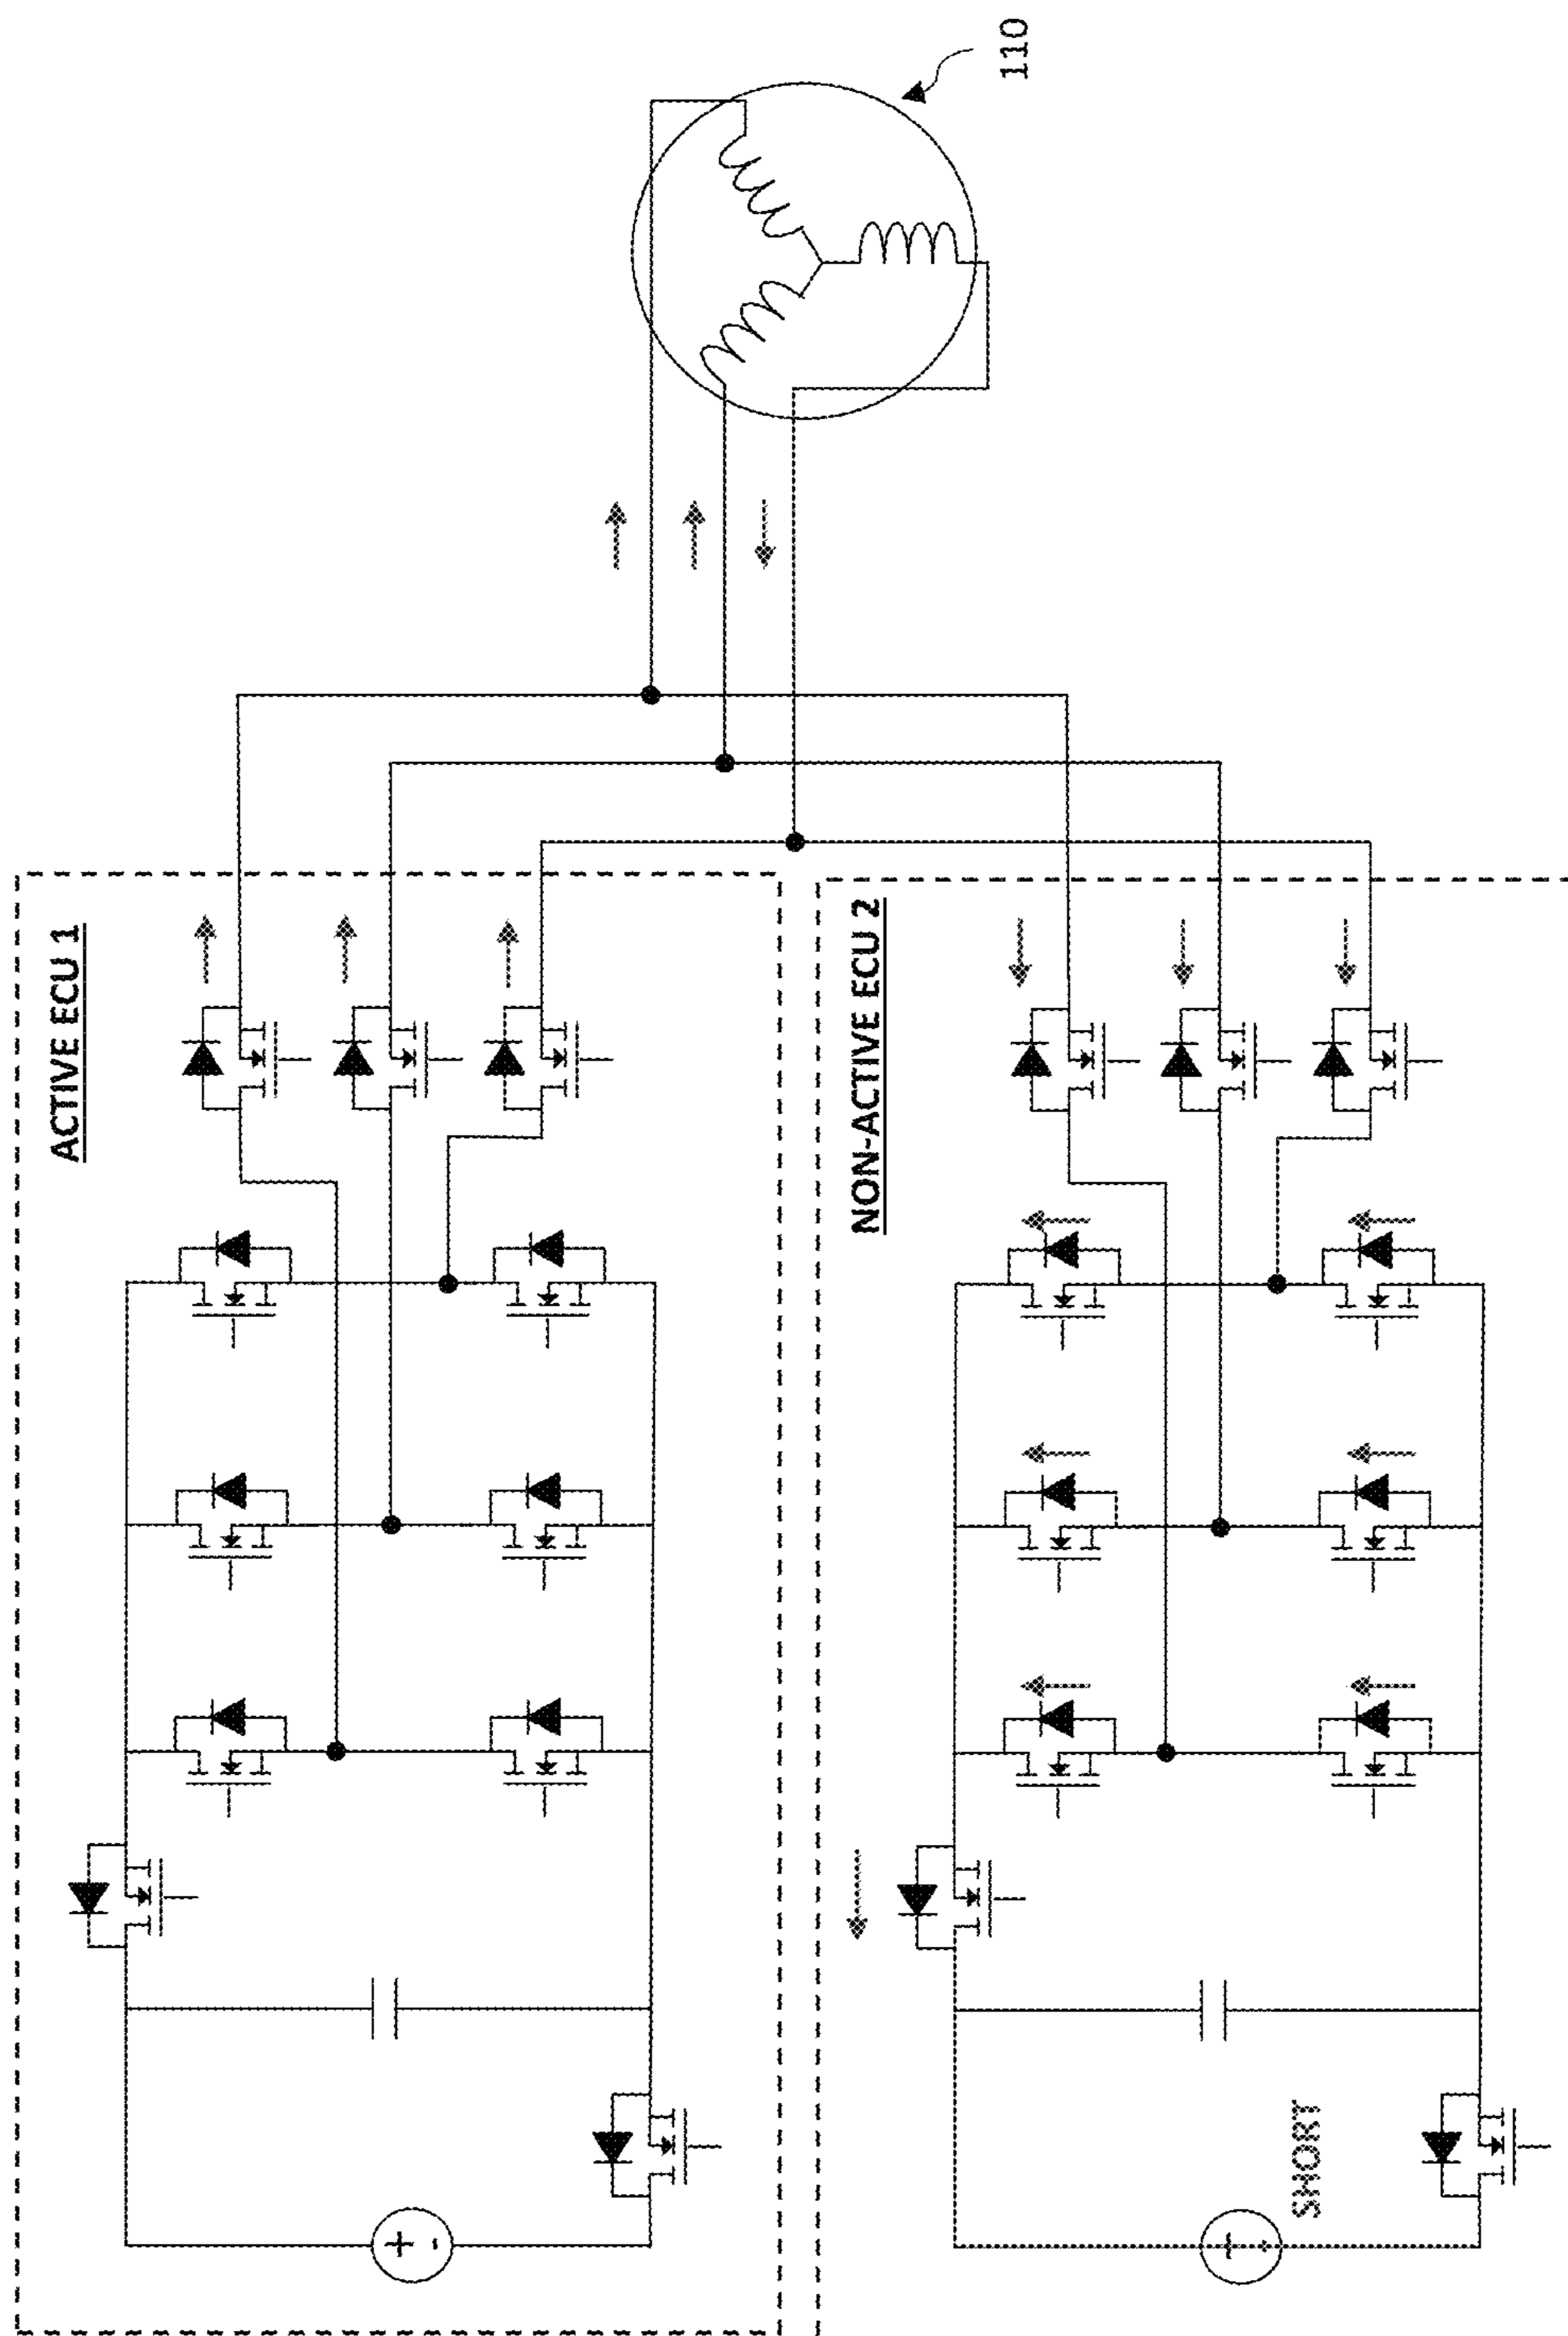 ACTIVE ECU 1
110
+
-
NON-ACTIVE ECU 2
SHORT
+
-